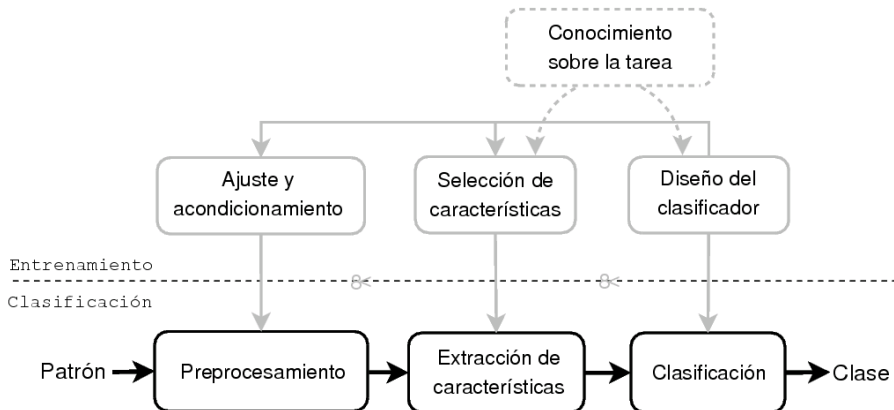 Conocimiento
sobre la tarea
Ajuste y
acondicionamiento
Selección de
características
Diseño del
clasificador
Entrenamiento
Clasificación
Patrón
Preprocesamiento
Extracción de
características
Clasificación
Clase